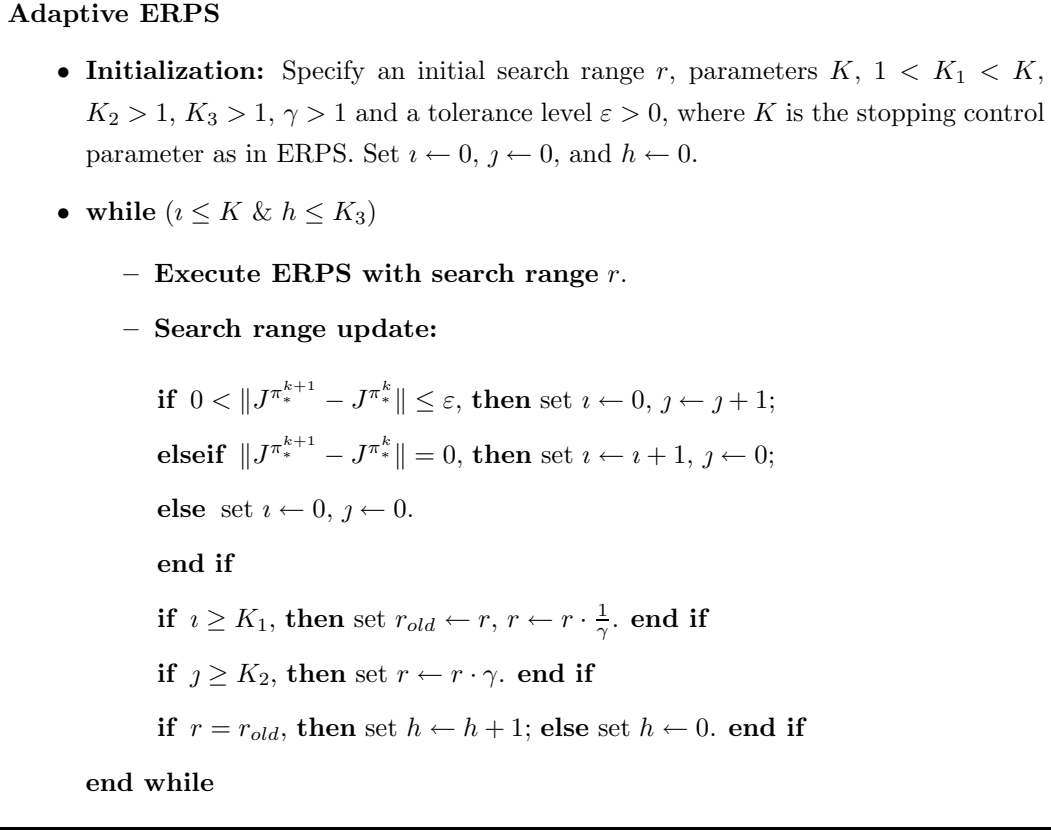 Adaptive ERPS
• Initialization: Specify an initial search range r, parameters K, 1 < K₁ < K,
K₂ > 1, K₃ > 1, γ > 1 and a tolerance level ε > 0, where K is the stopping control
parameter as in ERPS. Set ı ← 0, ȷ ← 0, and h ← 0.
• while (ı ≤ K & h ≤ K₃)
– Execute ERPS with search range r.
– Search range update:
if 0 < ‖J^{π_*^{k+1}} − J^{π_*^k}‖ ≤ ε, then set ı ← 0, ȷ ← ȷ + 1;
elseif ‖J^{π_*^{k+1}} − J^{π_*^k}‖ = 0, then set ı ← ı + 1, ȷ ← 0;
else set ı ← 0, ȷ ← 0.
end if
if ı ≥ K₁, then set r_{old} ← r, r ← r · \frac{1}{γ}. end if
if ȷ ≥ K₂, then set r ← r · γ. end if
if r = r_{old}, then set h ← h + 1; else set h ← 0. end if
end while